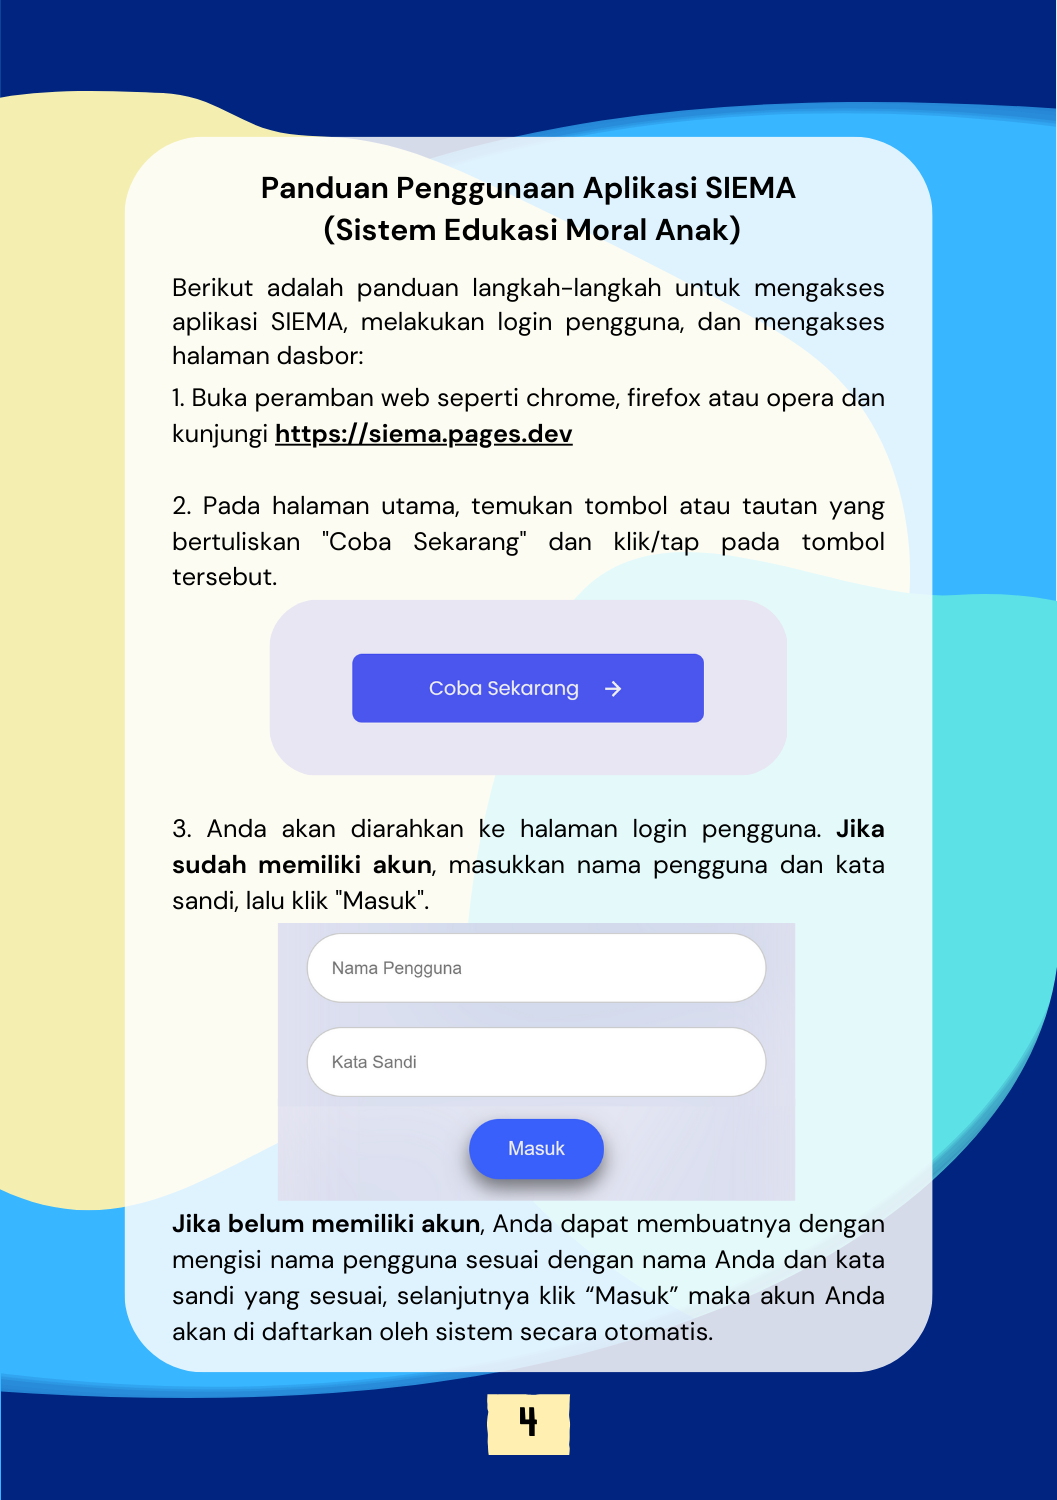 Panduan Penggunaan Aplikasi SIEMA
(Sistem Edukasi Moral Anak)
Berikut adalah panduan langkah-langkah untuk mengakses
aplikasi SIEMA, melakukan login pengguna, dan mengakses
halaman dasbor:
1. Buka peramban web seperti chrome, firefox atau opera dan
kunjungi https://siema.pages.dev
2. Pada halaman utama, temukan tombol atau tautan yang
bertuliskan "Coba Sekarang" dan klik/tap pada tombol
tersebut.
Coba Sekarang →
3. Anda akan diarahkan ke halaman login pengguna. Jika
sudah memiliki akun, masukkan nama pengguna dan kata
sandi, lalu klik "Masuk".
Nama Pengguna
Kata Sandi
Masuk
Jika belum memiliki akun, Anda dapat membuatnya dengan
mengisi nama pengguna sesuai dengan nama Anda dan kata
sandi yang sesuai, selanjutnya klik “Masuk” maka akun Anda
akan di daftarkan oleh sistem secara otomatis.
4